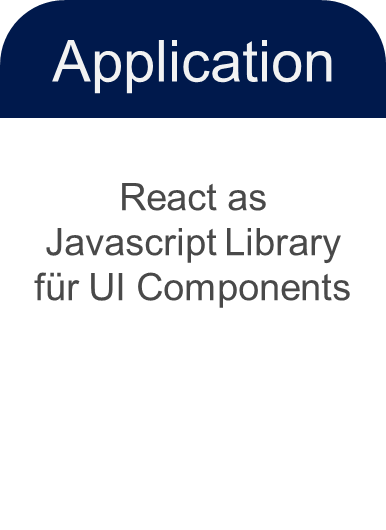 Application
React as
Javascript Library
für UI Components